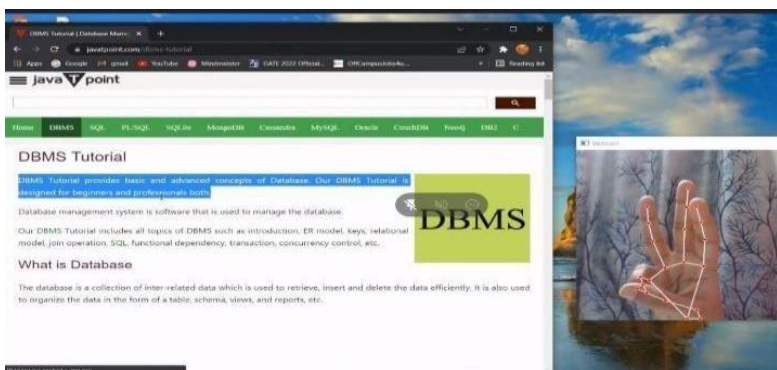 DBMS Tutorial | Database Mana
javatpoint.com/dbms-tutorial
Apps Google gmail YouTube Mindmeister GATE 2022 Official... OffCampusJobs4u... Reading list
javaTpoint
Home DBMS SQL PL/SQL SQLite MongoDB Cassandra MySQL Oracle CouchDB Neo4j DB2 C
DBMS Tutorial
DBMS Tutorial provides basic and advanced concepts of Database. Our DBMS Tutorial is
designed for beginners and professionals both.
Database management system is software that is used to manage the database.
Our DBMS Tutorial includes all topics of DBMS such as introduction, ER model, keys, relational
model, join operation, SQL, functional dependency, transaction, concurrency control, etc.
DBMS
What is Database
The database is a collection of inter-related data which is used to retrieve, insert and delete the data efficiently. It is also used
to organize the data in the form of a table, schema, views, and reports, etc.
Webcam